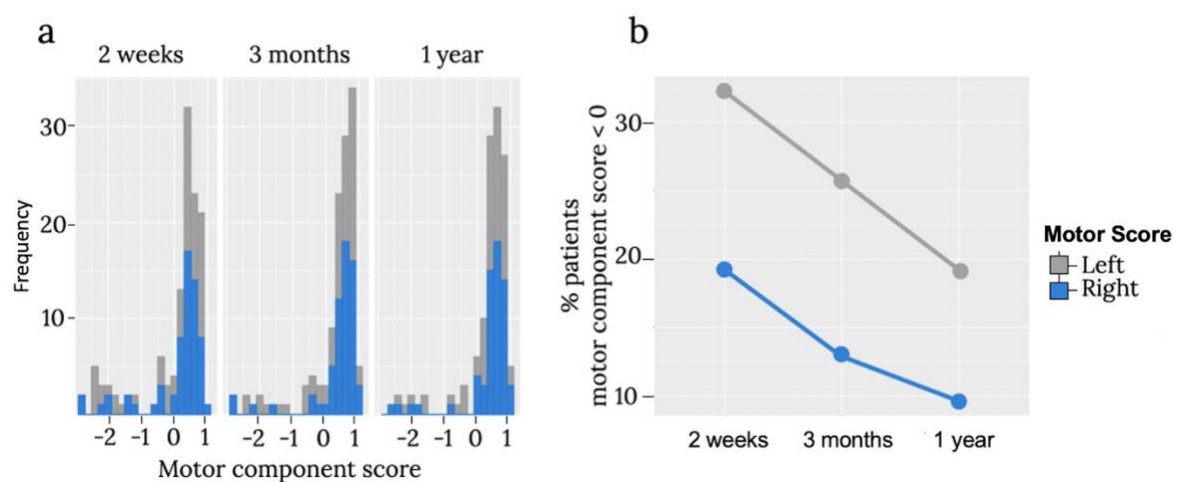 a
2 weeks 3 months 1 year
Frequency
30
20
10
-2 -1 0 1 -2 -1 0 1 -2 -1 0 1
Motor component score
b
% patients
motor component score < 0
30
20
10
2 weeks 3 months 1 year
Motor Score
Left
Right